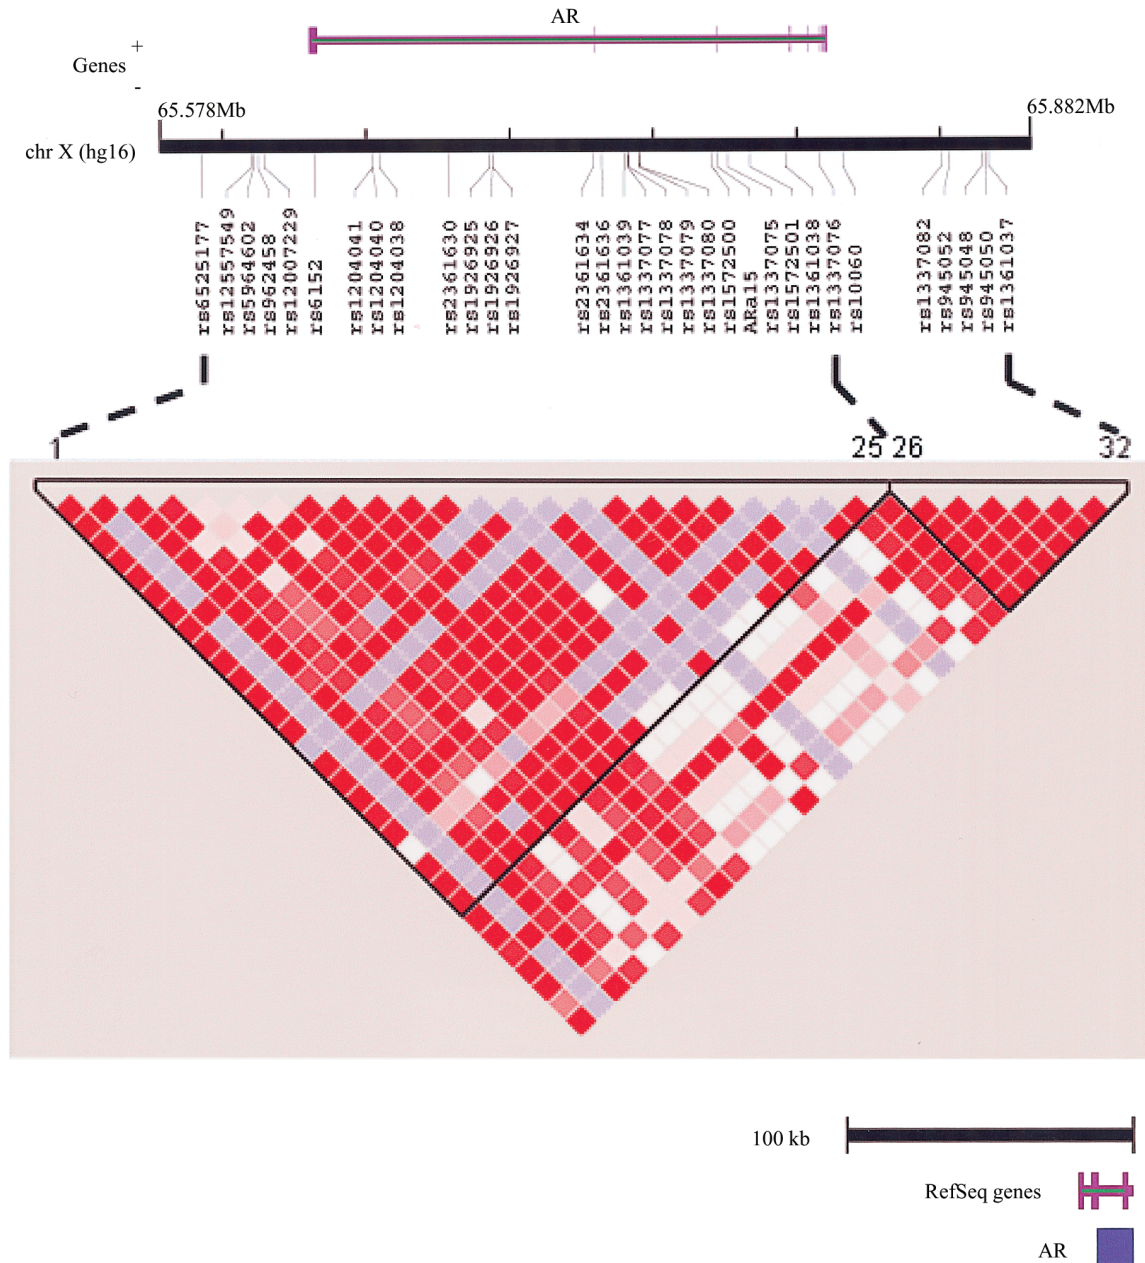 AR
+
Genes
-
65.578Mb
65.882Mb
chr X (hg16)
rs6525177
rs12557549
rs5964602
rs962458
rs12007229
rs6152
rs1204041
rs1204040
rs1204038
rs2361630
rs1926925
rs1926926
rs1926927
rs2361634
rs2361636
rs1361039
rs1337077
rs1337078
rs1337079
rs1337080
rs1572500
ARa15
rs1337075
rs1572501
rs1361038
rs1337076
rs10060
rs1337082
rs945052
rs945048
rs945050
rs1361037
1
25 26
32
100 kb
RefSeq genes
AR